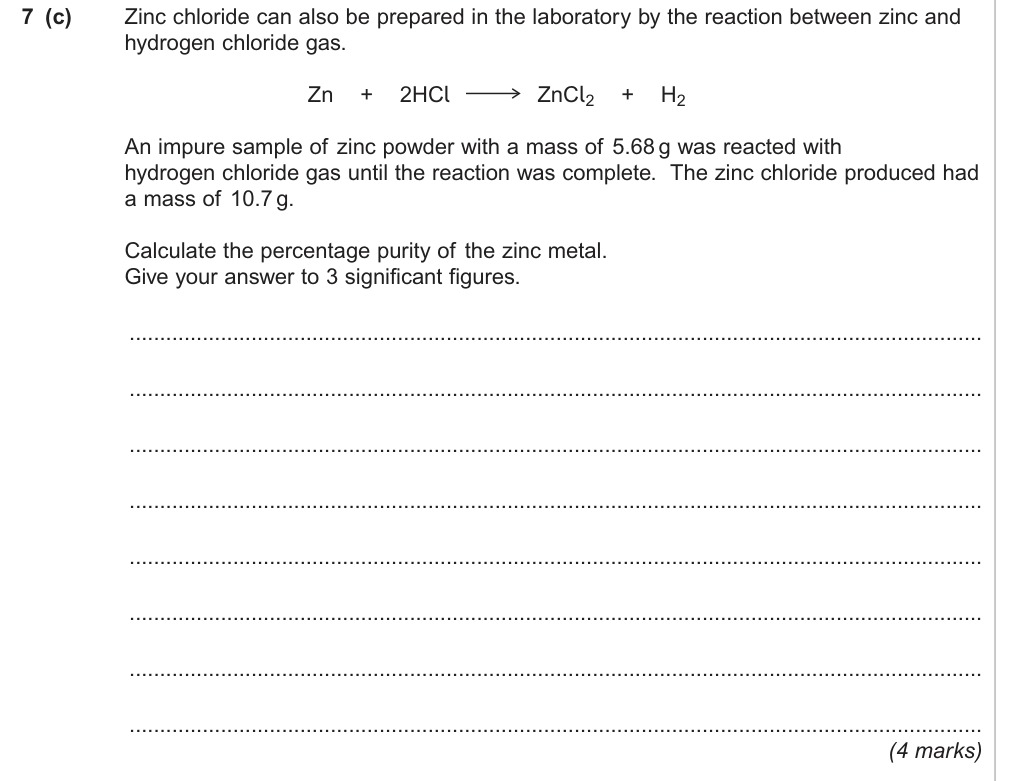 7 (c) Zinc chloride can also be prepared in the laboratory by the reaction between zinc and
hydrogen chloride gas.
Zn + 2HCl ⟶ ZnCl₂ + H₂
An impure sample of zinc powder with a mass of 5.68 g was reacted with
hydrogen chloride gas until the reaction was complete. The zinc chloride produced had
a mass of 10.7 g.
Calculate the percentage purity of the zinc metal.
Give your answer to 3 significant figures.
(4 marks)